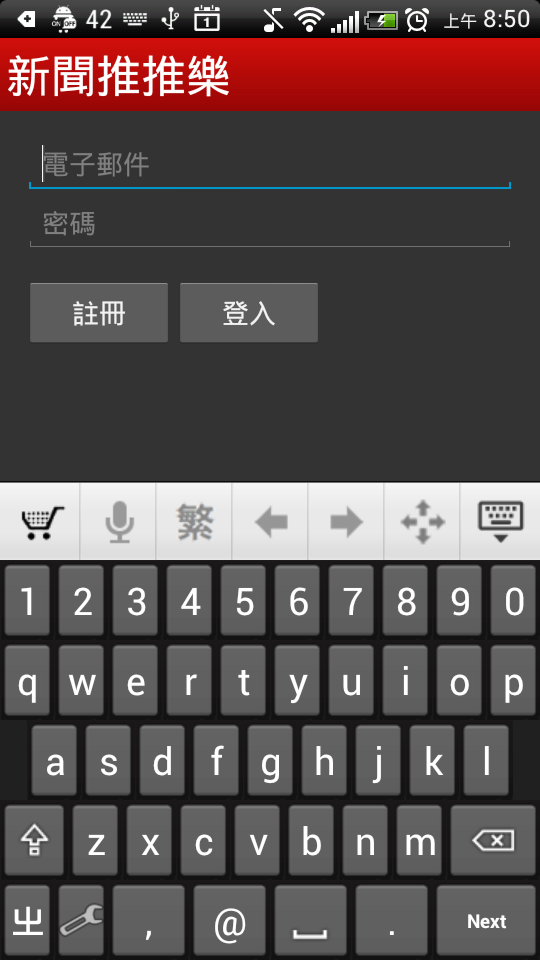 42 1 上午 8:50
新聞推推樂
電子郵件
密碼
註冊 登入
繁
1 2 3 4 5 6 7 8 9 0
q w e r t y u i o p
a s d f g h j k l
z x c v b n m
ㄓ , @ . Next